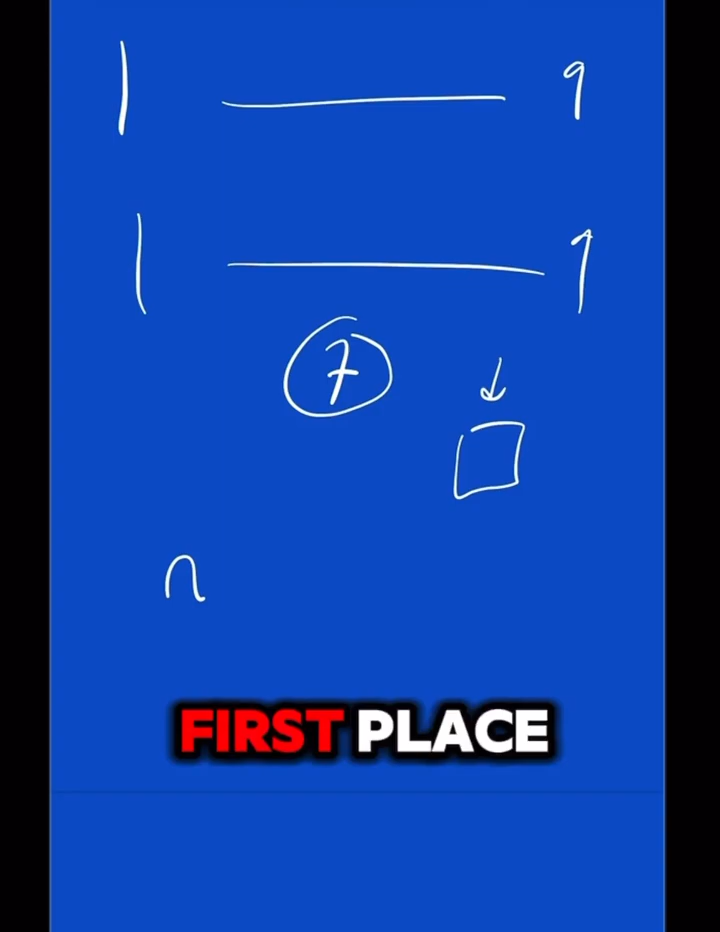 1 — 9
1 — 9
7
n
FIRST PLACE